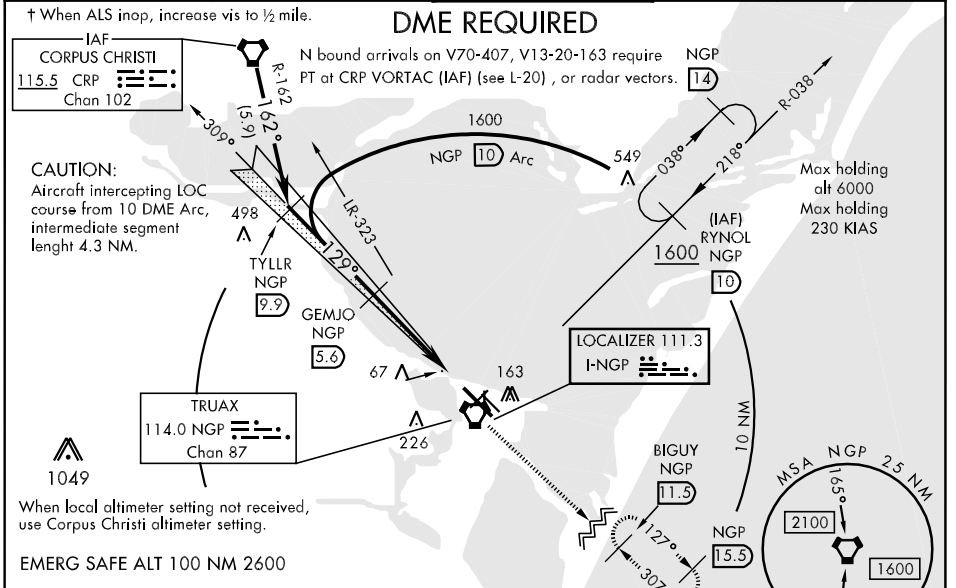 † When ALS inop, increase vis to ½ mile.
DME REQUIRED
N bound arrivals on V70-407, V13-20-163 require
PT at CRP VORTAC (IAF) (see L-20) , or radar vectors.
IAF
CORPUS CHRISTI
115.5 CRP
Chan 102
R-162
162°
(5.9)
309°
NGP
14
R-038
038°
218°
1600
NGP 10 Arc
549
Max holding
alt 6000
Max holding
230 KIAS
CAUTION:
Aircraft intercepting LOC
course from 10 DME Arc,
intermediate segment
lenght 4.3 NM.
498
LR-323
129°
TYLLR
NGP
9.9
GEMJO
NGP
5.6
(IAF)
RYNOL
NGP
10
1600
LOCALIZER 111.3
I-NGP
67
163
226
TRUAX
114.0 NGP
Chan 87
1049
10 NM
BIGUY
NGP
11.5
127°
307
NGP
15.5
MSA NGP 25 NM
165°
2100
1600
When local altimeter setting not received,
use Corpus Christi altimeter setting.
EMERG SAFE ALT 100 NM 2600